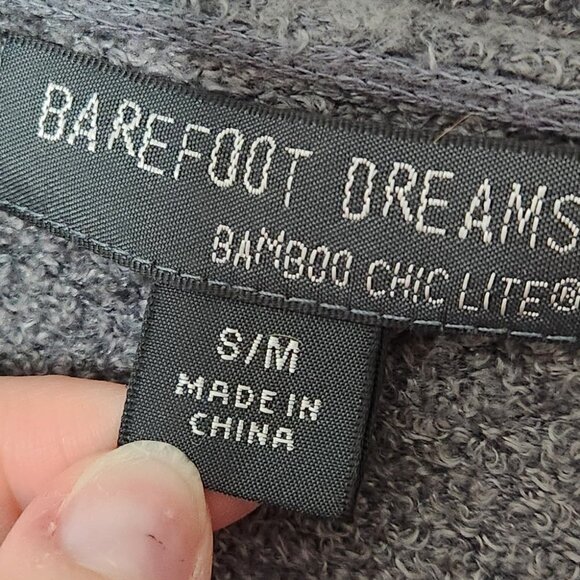 BAREFOOT DREAMS
BAMBOO CHIC LITE®
S/M
MADE IN
CHINA